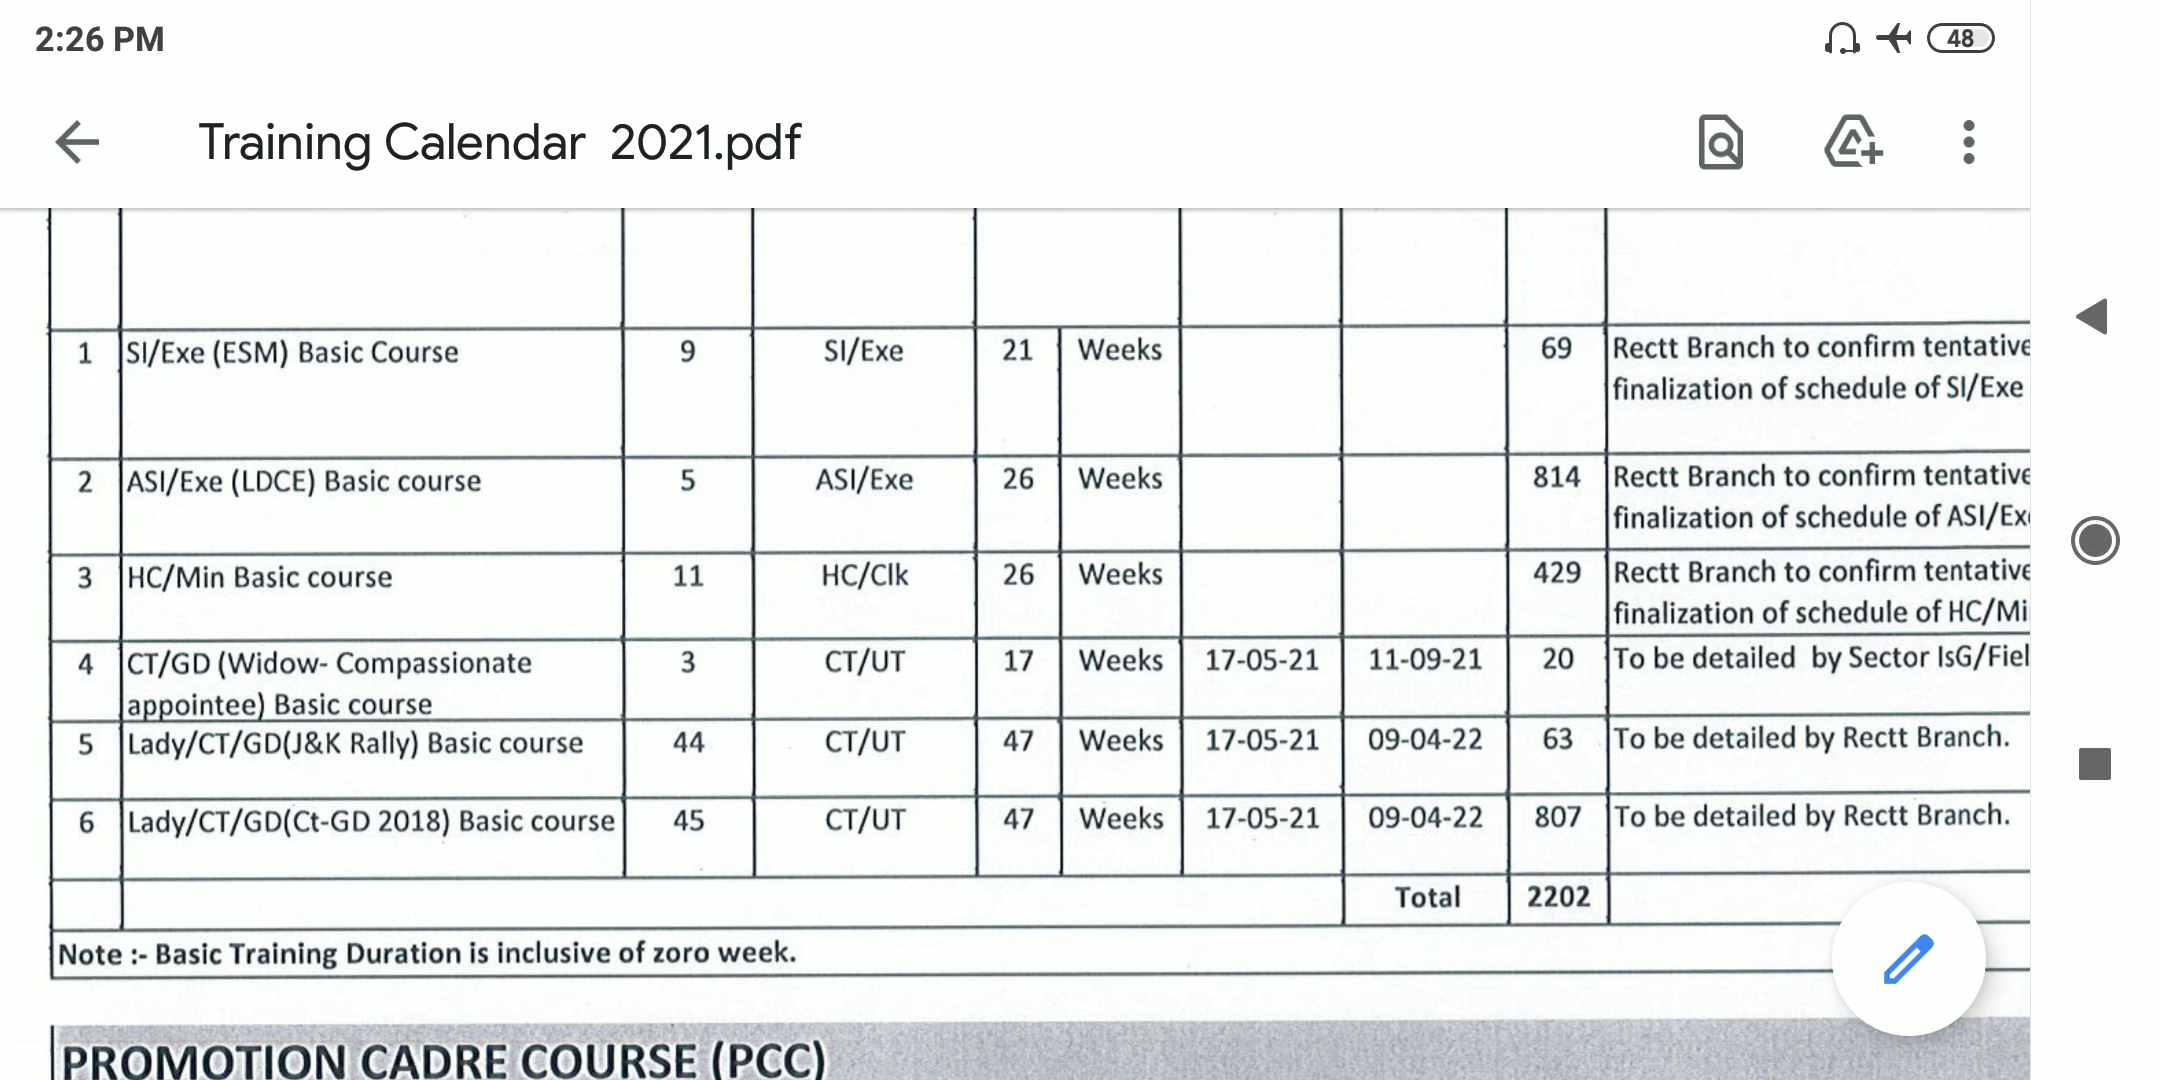 2:26 PM
48
Training Calendar 2021.pdf
1 SI/Exe (ESM) Basic Course 9 SI/Exe 21 Weeks 69 Rectt Branch to confirm tentative
finalization of schedule of SI/Exe
2 ASI/Exe (LDCE) Basic course 5 ASI/Exe 26 Weeks 814 Rectt Branch to confirm tentative
finalization of schedule of ASI/Ex
3 HC/Min Basic course 11 HC/Clk 26 Weeks 429 Rectt Branch to confirm tentative
finalization of schedule of HC/Mi
4 CT/GD (Widow- Compassionate 3 CT/UT 17 Weeks 17-05-21 11-09-21 20 To be detailed by Sector IsG/Fiel
appointee) Basic course
5 Lady/CT/GD(J&K Rally) Basic course 44 CT/UT 47 Weeks 17-05-21 09-04-22 63 To be detailed by Rectt Branch.
6 Lady/CT/GD(Ct-GD 2018) Basic course 45 CT/UT 47 Weeks 17-05-21 09-04-22 807 To be detailed by Rectt Branch.
Total 2202
Note :- Basic Training Duration is inclusive of zoro week.
PROMOTION CADRE COURSE (PCC)